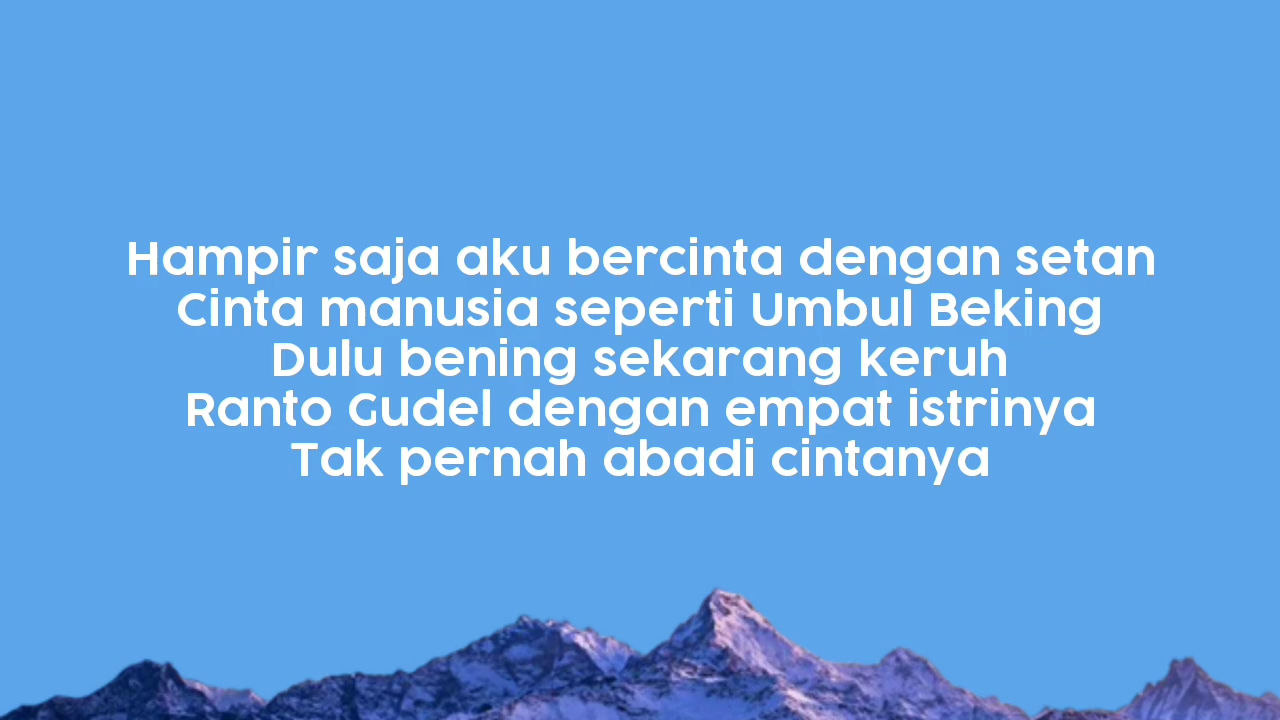 Hampir saja aku bercinta dengan setan
Cinta manusia seperti Umbul Beking
Dulu bening sekarang keruh
Ranto Gudel dengan empat istrinya
Tak pernah abadi cintanya